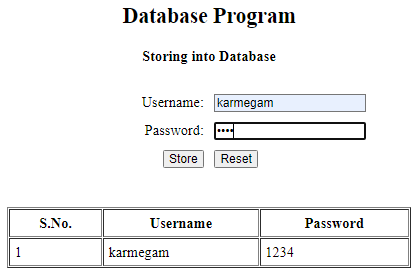 Database Program
Storing into Database
Username: karmegam
Password: ••••
Store Reset
S.No. Username Password
1 karmegam 1234